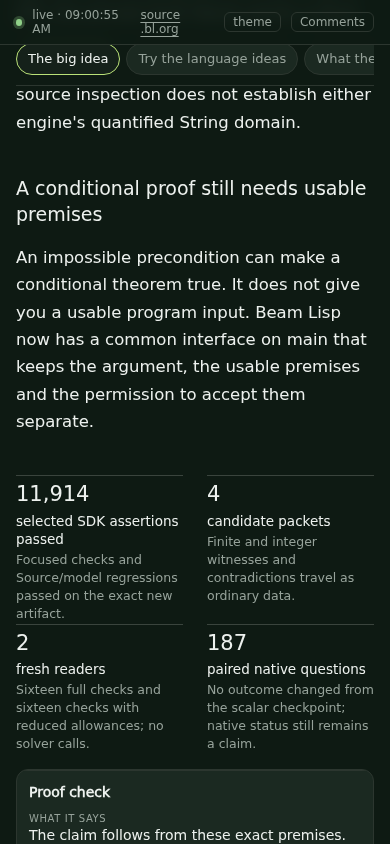 live · 09:00:55
AM
source
.bl.org
theme
Comments
The big idea
Try the language ideas
What the
source inspection does not establish either
engine's quantified String domain.
A conditional proof still needs usable
premises
An impossible precondition can make a
conditional theorem true. It does not give
you a usable program input. Beam Lisp
now has a common interface on main that
keeps the argument, the usable premises
and the permission to accept them
separate.
11,914
selected SDK assertions
passed
Focused checks and
Source/model regressions
passed on the exact new
artifact.
4
candidate packets
Finite and integer
witnesses and
contradictions travel as
ordinary data.
2
fresh readers
Sixteen full checks and
sixteen checks with
reduced allowances; no
solver calls.
187
paired native questions
No outcome changed from
the scalar checkpoint;
native status still remains
a claim.
Proof check
WHAT IT SAYS
The claim follows from these exact premises.